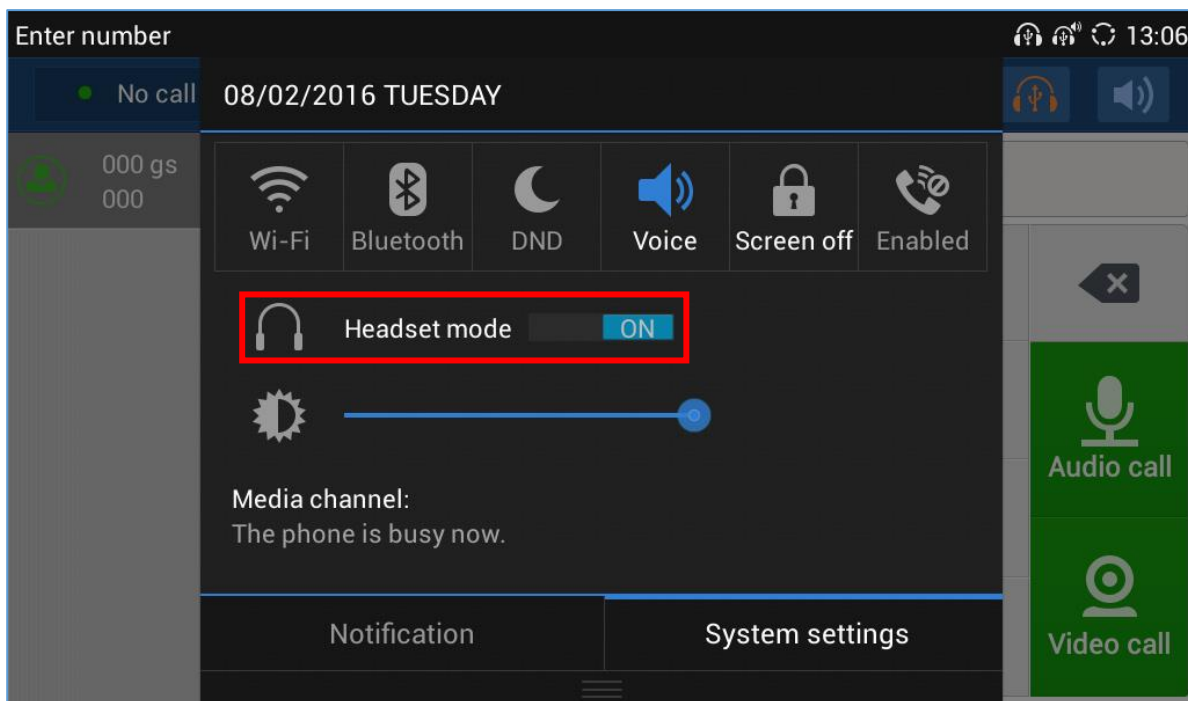 Enter number
13:06
No call
08/02/2016 TUESDAY
000 gs
000
Wi-Fi
Bluetooth
DND
Voice
Screen off
Enabled
Headset mode
ON
Audio call
Media channel:
The phone is busy now.
Notification
System settings
Video call